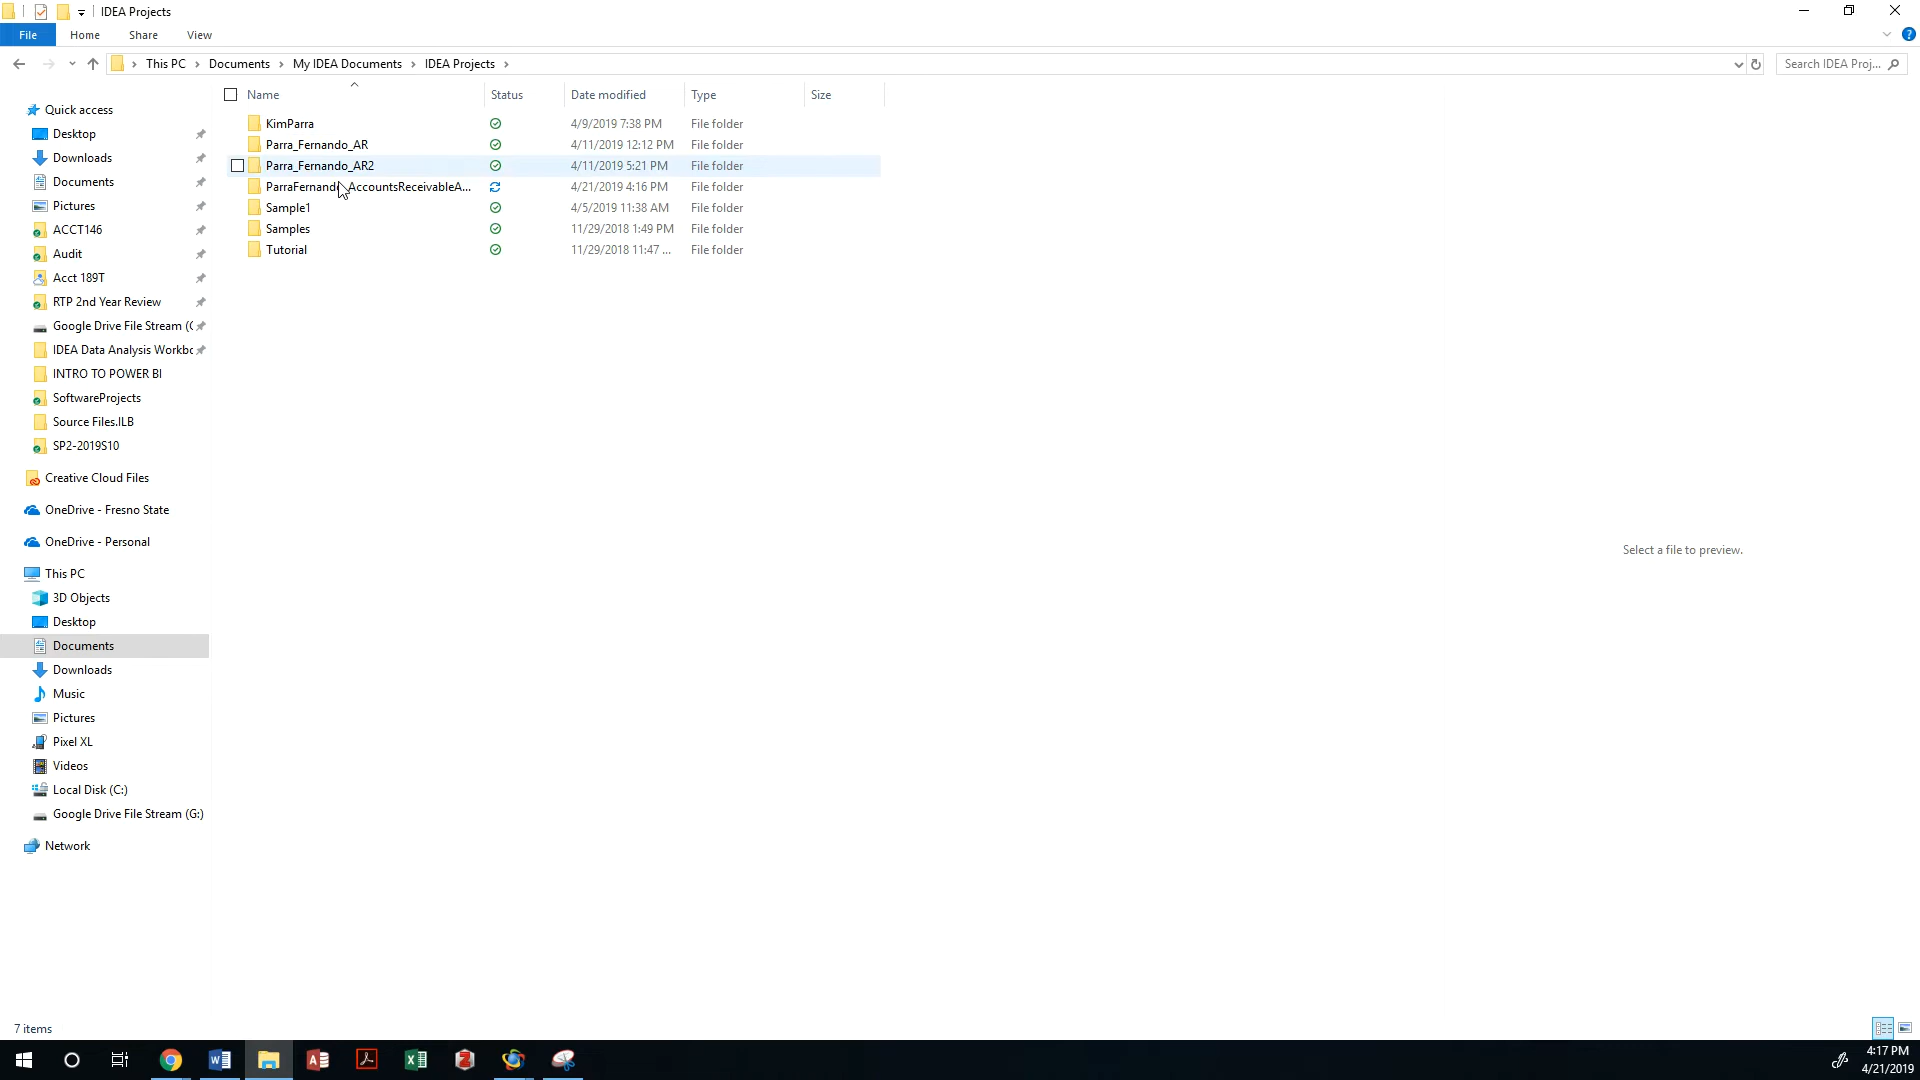 IDEA Projects
File Home Share View
This PC Documents My IDEA Documents IDEA Projects Search IDEA Proj...
Name Status Date modified Type Size
KimParra 4/9/2019 7:38 PM File folder
Parra_Fernando_AR 4/11/2019 12:12 PM File folder
Parra_Fernando_AR2 4/11/2019 5:21 PM File folder
ParraFernando_AccountsReceivableA... 4/21/2019 4:16 PM File folder
Sample1 4/5/2019 11:38 AM File folder
Samples 11/29/2018 1:49 PM File folder
Tutorial 11/29/2018 11:47 ... File folder
Quick access
Desktop
Downloads
Documents
Pictures
ACCT146
Audit
Acct 189T
RTP 2nd Year Review
Google Drive File Stream (
IDEA Data Analysis Workbo
INTRO TO POWER BI
SoftwareProjects
Source Files.ILB
SP2-2019S10
Creative Cloud Files
OneDrive - Fresno State
OneDrive - Personal
This PC
3D Objects
Desktop
Documents
Downloads
Music
Pictures
Pixel XL
Videos
Local Disk (C:)
Google Drive File Stream (G:)
Network
Select a file to preview.
7 items
4:17 PM
4/21/2019